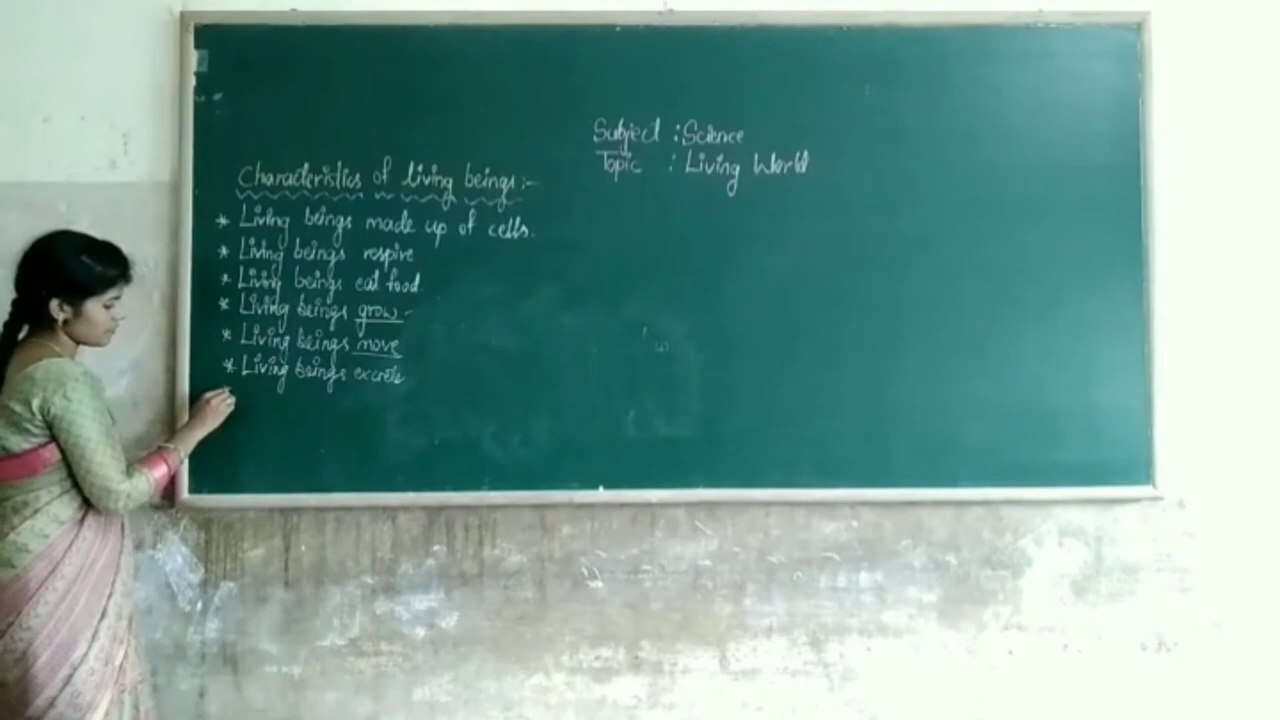 Subject : Science
Topic : Living World
Characteristics of living beings :-
* Living beings made up of cells.
* Living beings respire
* Living beings eat food
* Living beings grow -
* Living beings move
* Living beings excrete